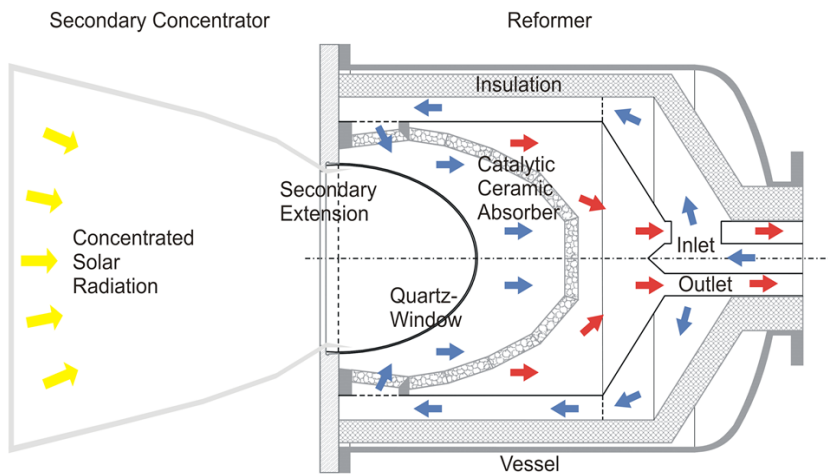 Secondary Concentrator
Reformer
Insulation
Catalytic
Ceramic
Absorber
Secondary
Extension
Concentrated
Solar
Radiation
Inlet
Outlet
Quartz-
Window
Vessel